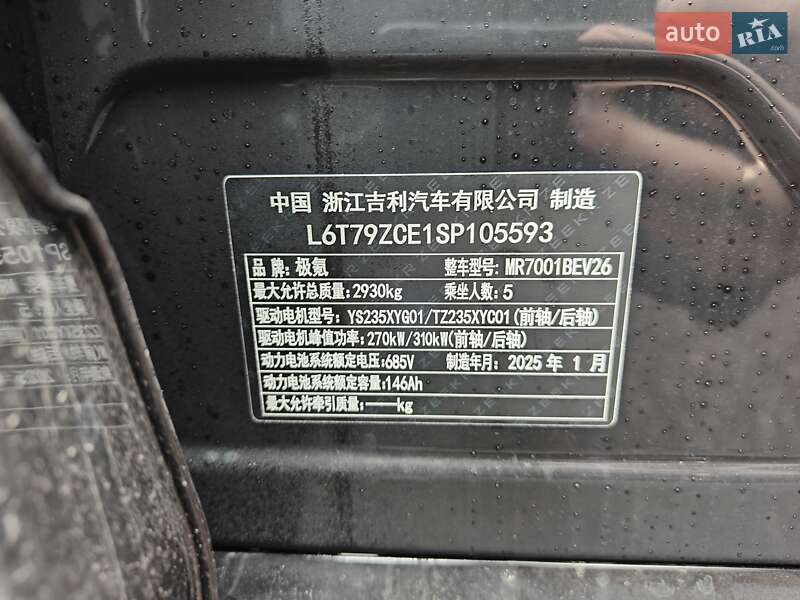 auto RIA.com
中国 浙江吉利汽车有限公司 制造
L6T79ZCE1SP105593
品 牌:极氪 整车型号:MR7001BEV26
最大允许总质量:2930kg 乘坐人数:5
驱动电机型号:YS235XYG01/TZ235XYC01(前轴/后轴)
驱动电机峰值功率:270kW/310kW(前轴/后轴)
动力电池系统额定电压:685V 制造年月:2025 年 1 月
动力电池系统额定容量:146Ah
最大允许牵引质量:——kg